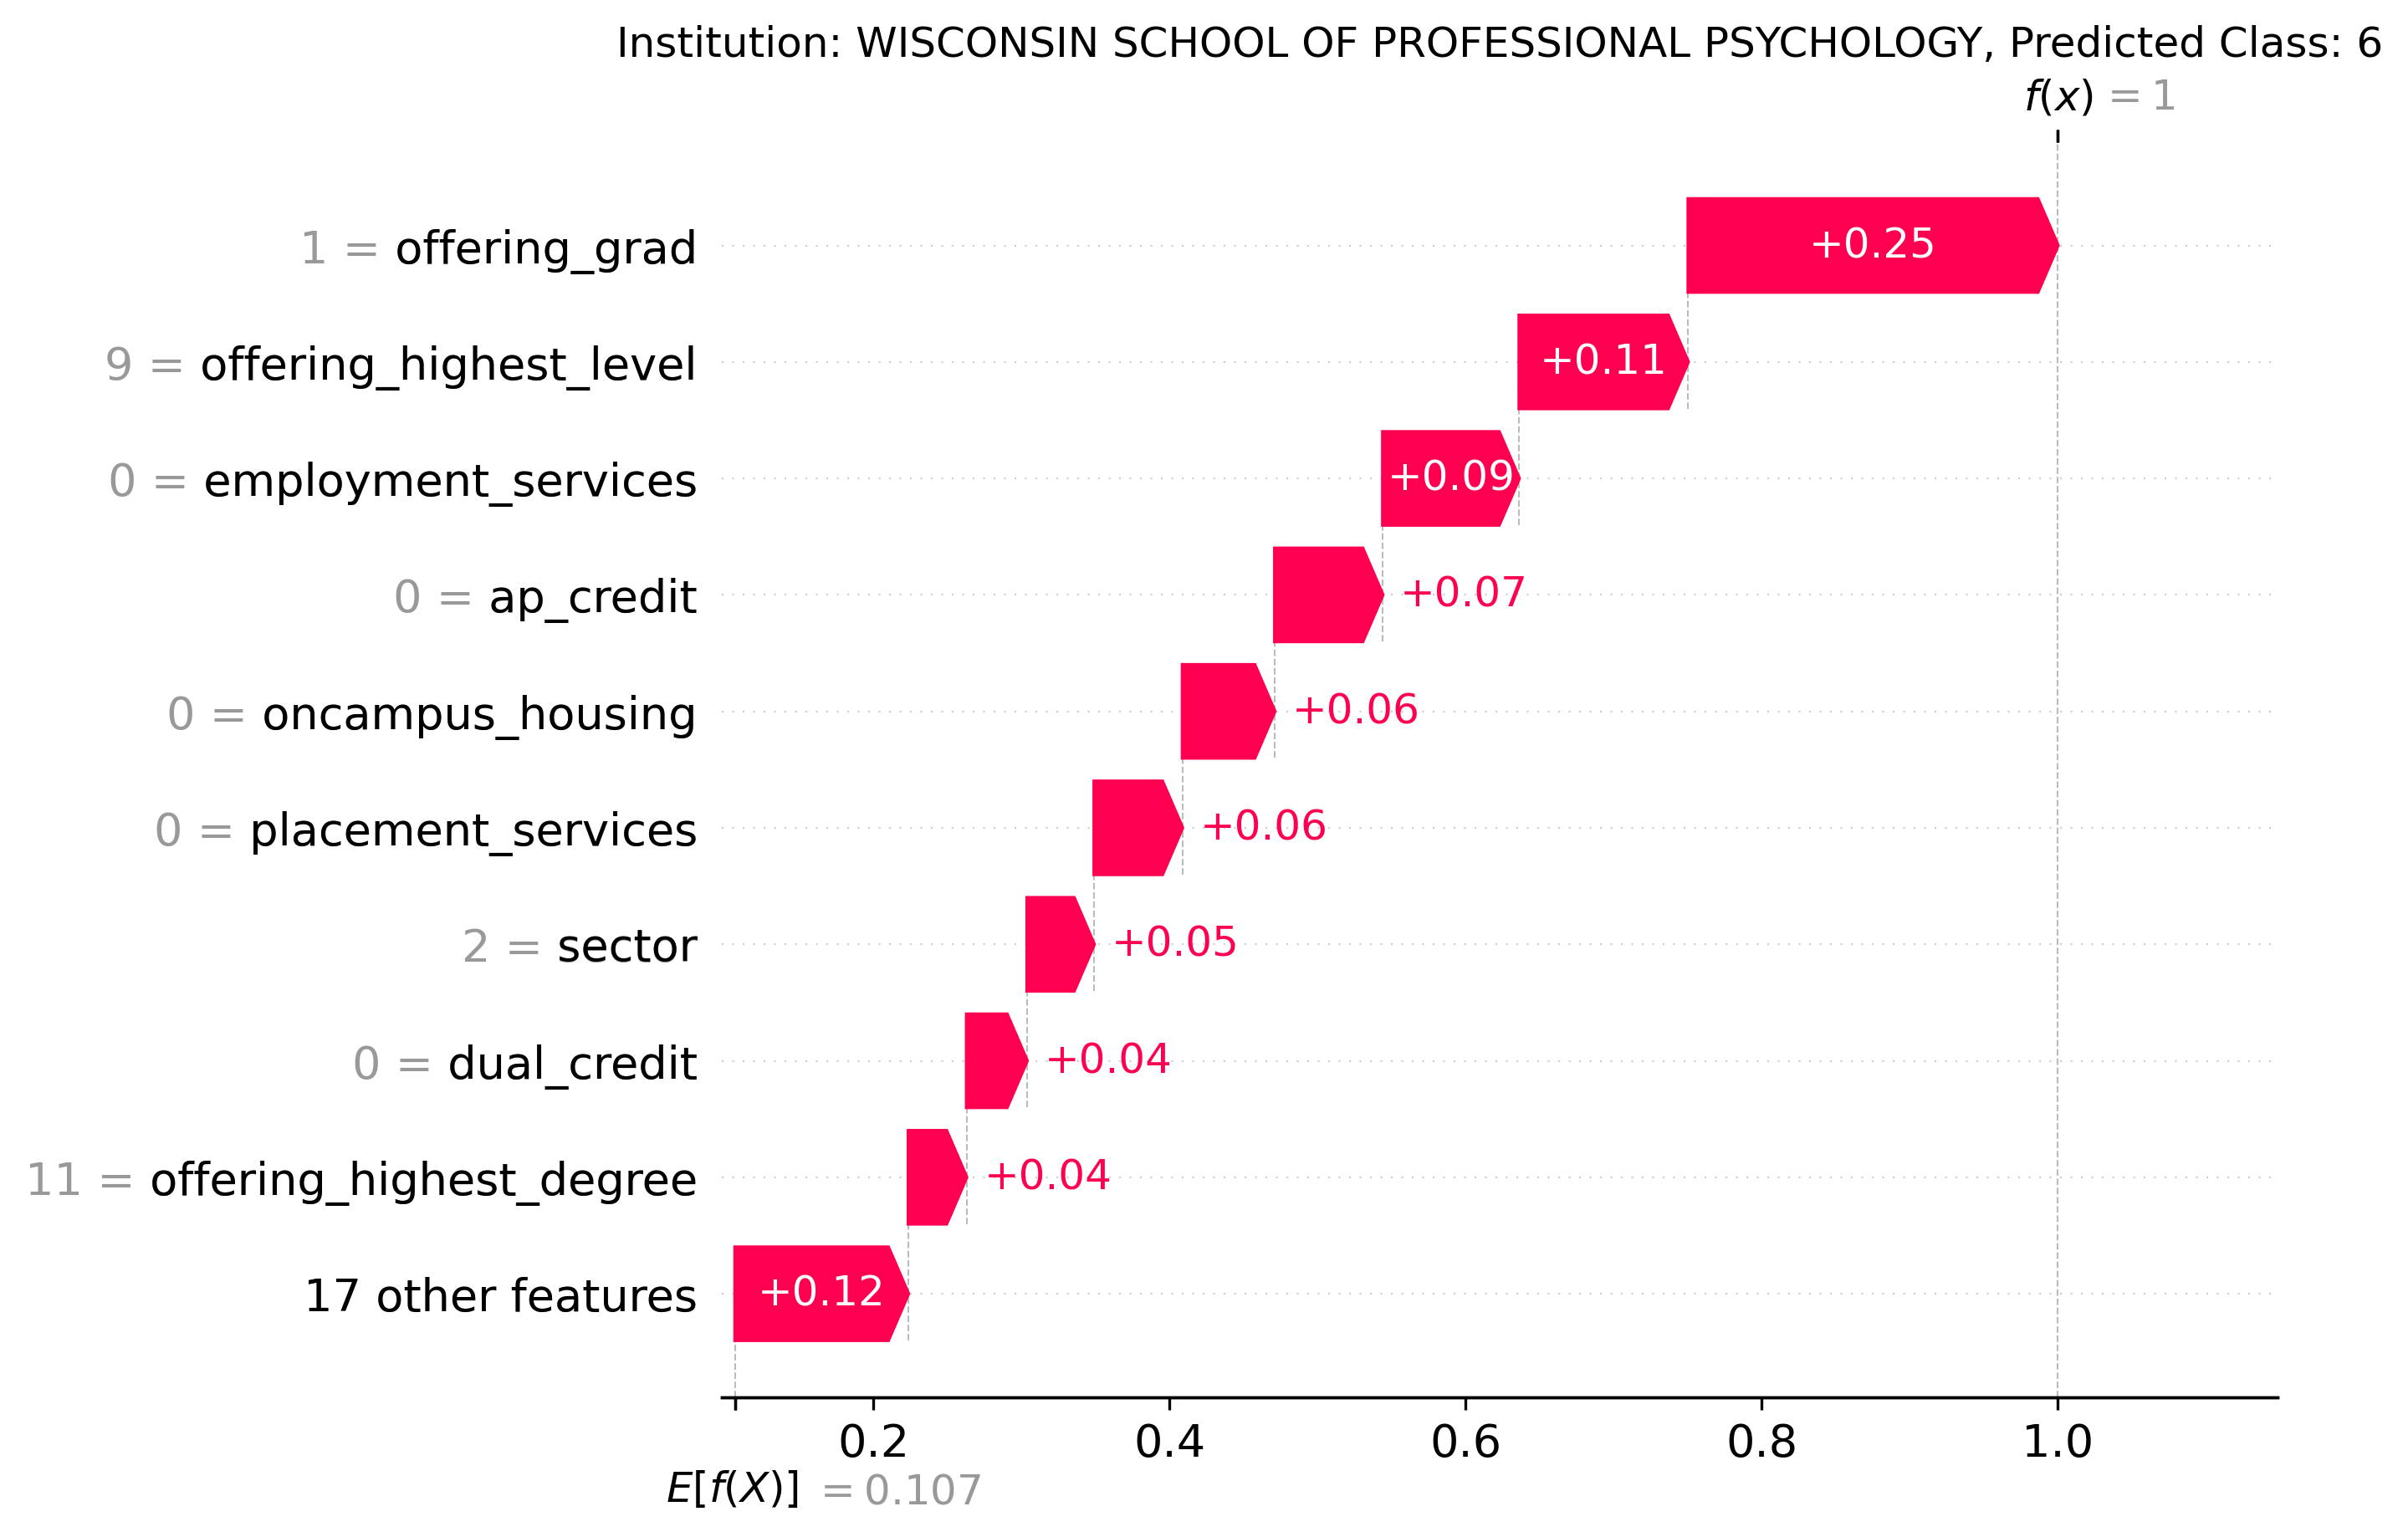 Institution: WISCONSIN SCHOOL OF PROFESSIONAL PSYCHOLOGY, Predicted Class: 6
f(x) = 1
1 = offering_grad +0.25
9 = offering_highest_level +0.11
0 = employment_services +0.09
0 = ap_credit +0.07
0 = oncampus_housing +0.06
0 = placement_services +0.06
2 = sector +0.05
0 = dual_credit +0.04
11 = offering_highest_degree +0.04
17 other features +0.12
0.2 0.4 0.6 0.8 1.0
E[f(X)] = 0.107